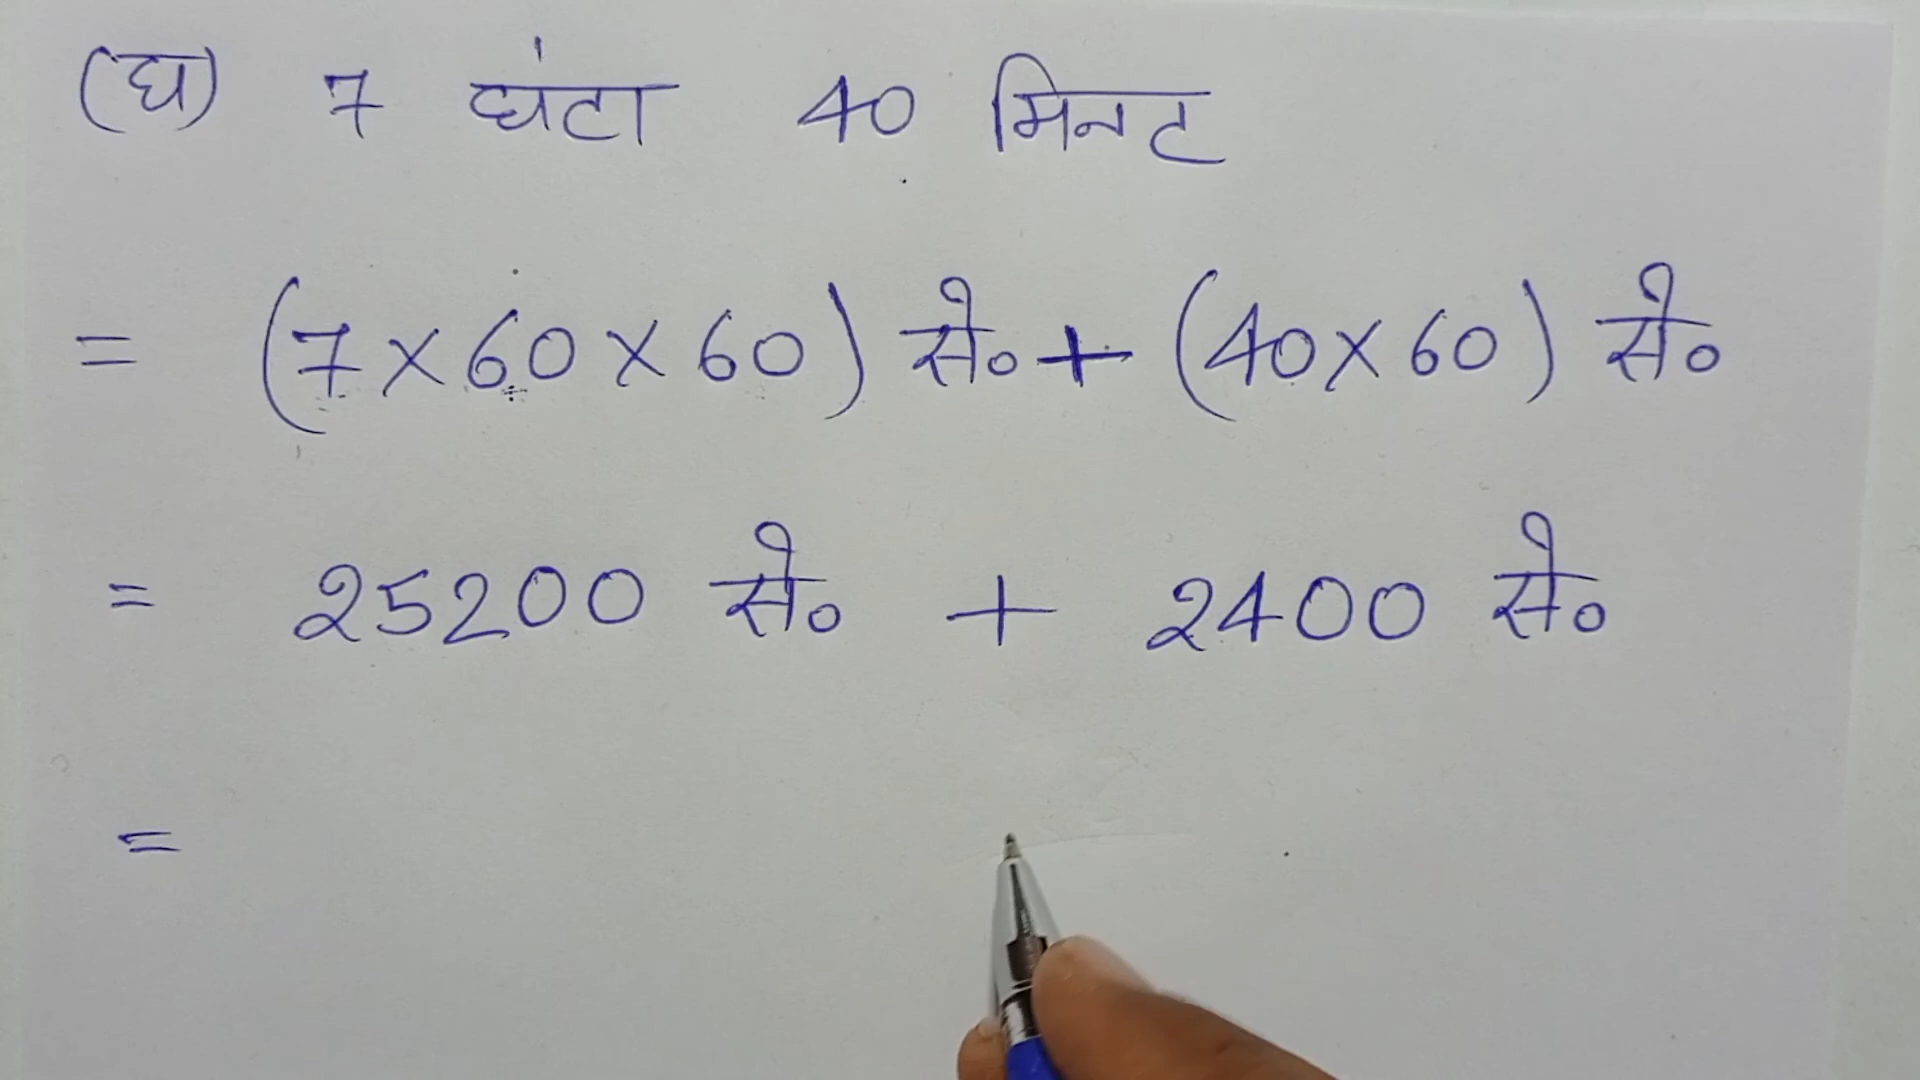 (घ) 7 घंटा 40 मिनट
= (7×60×60) से० + (40×60) से०
= 25200 से० + 2400 से०
=